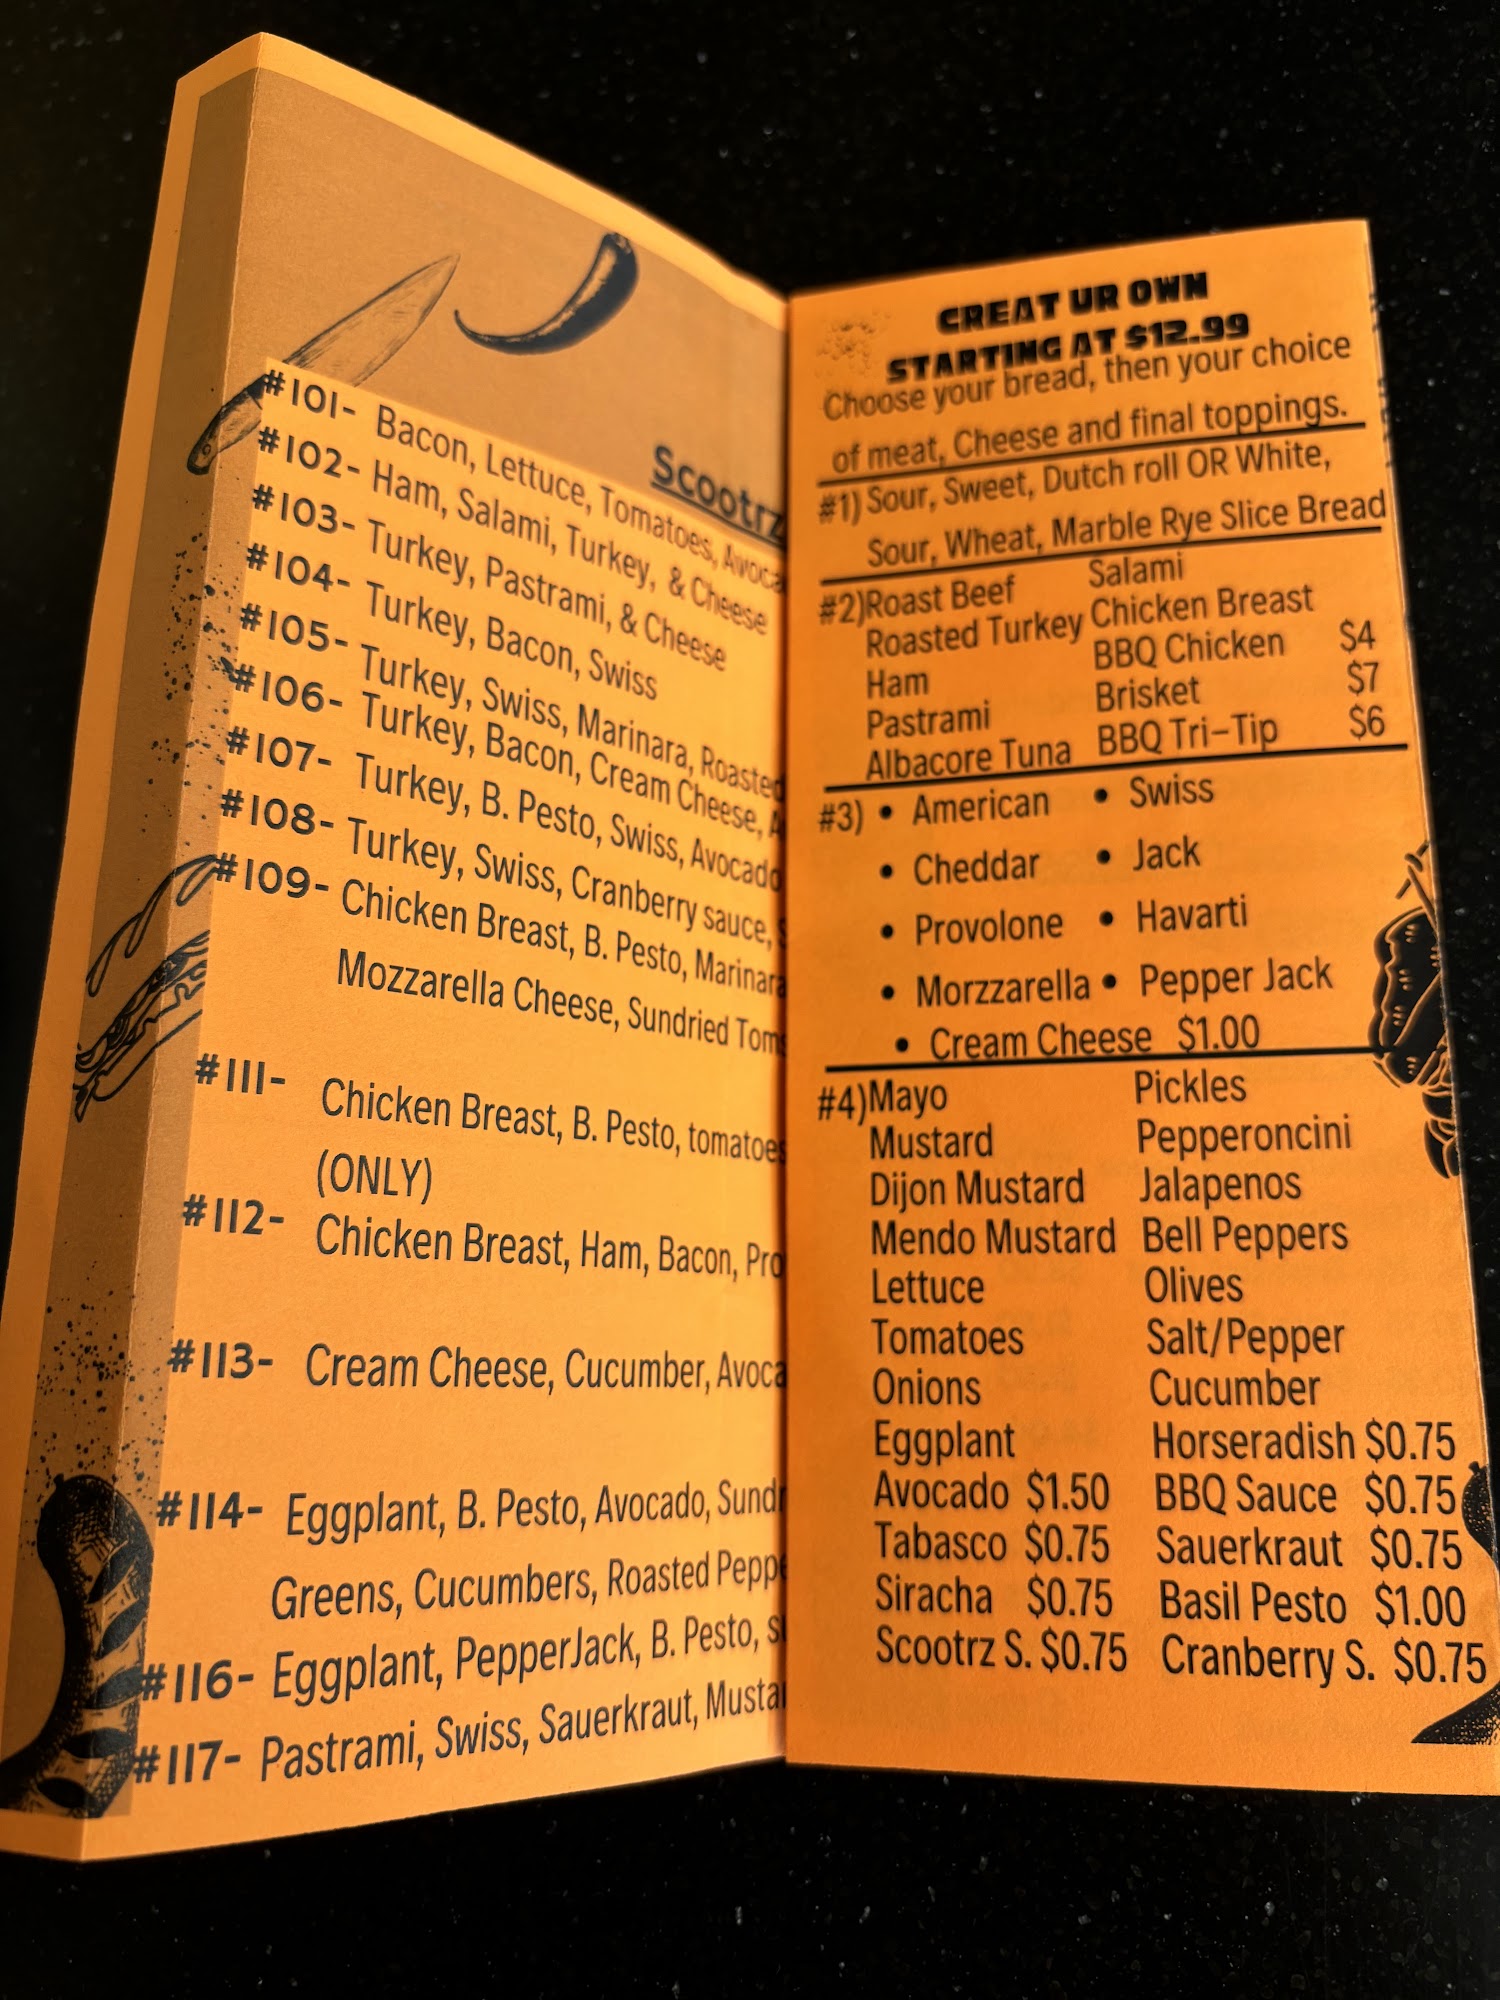 Scootrz
#101- Bacon, Lettuce, Tomatoes,
#102- Ham, Salami, Turkey, & Cheese
#103- Turkey, Pastrami, & Cheese
#104- Turkey, Bacon, Swiss
#105- Turkey, Swiss, Marinara, Roasted
#106- Turkey, Bacon, Cream Cheese,
#107- Turkey, B. Pesto, Swiss, Avocado
#108- Turkey, Swiss, Cranberry sauce,
#109- Chicken Breast, B. Pesto, Marinara
Mozzarella Cheese, Sundried
#111- Chicken Breast, B. Pesto, tomatoes
(ONLY)
#112- Chicken Breast, Ham, Bacon,
#113- Cream Cheese, Cucumber,
#114- Eggplant, B. Pesto, Avocado,
Greens, Cucumbers, Roasted
#116- Eggplant, PepperJack, B. Pesto,
#117- Pastrami, Swiss, Sauerkraut,
CREAT UR OWN
STARTING AT $12.99
Choose your bread, then your choice
of meat, Cheese and final toppings.
#1) Sour, Sweet, Dutch roll OR White,
Sour, Wheat, Marble Rye Slice Bread
#2) Roast Beef Salami
Roasted Turkey Chicken Breast
Ham BBQ Chicken $4
Pastrami Brisket $7
Albacore Tuna BBQ Tri-Tip $6
#3) • American • Swiss
• Cheddar • Jack
• Provolone • Havarti
• Morzzarella • Pepper Jack
• Cream Cheese $1.00
#4) Mayo Pickles
Mustard Pepperoncini
Dijon Mustard Jalapenos
Mendo Mustard Bell Peppers
Lettuce Olives
Tomatoes Salt/Pepper
Onions Cucumber
Eggplant Horseradish $0.75
Avocado $1.50 BBQ Sauce $0.75
Tabasco $0.75 Sauerkraut $0.75
Siracha $0.75 Basil Pesto $1.00
Scootrz S. $0.75 Cranberry S. $0.75